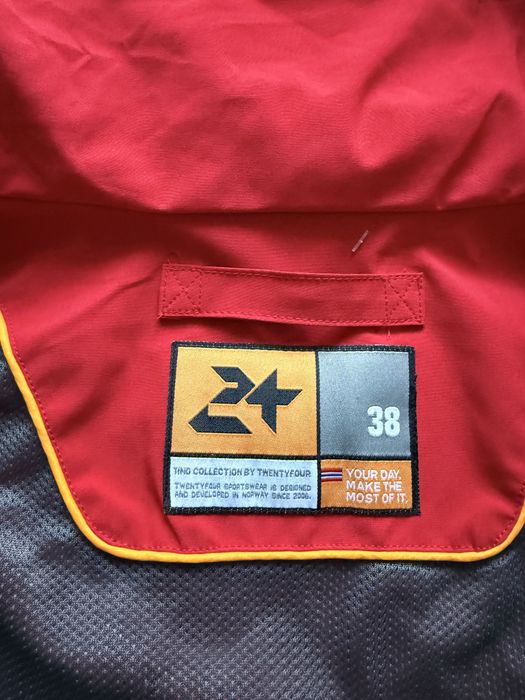 24
38
TIND COLLECTION BY TWENTYFOUR
TWENTYFOUR SPORTSWEAR IS DESIGNED
AND DEVELOPED IN NORWAY SINCE 2006.
YOUR DAY.
MAKE THE
MOST OF IT.